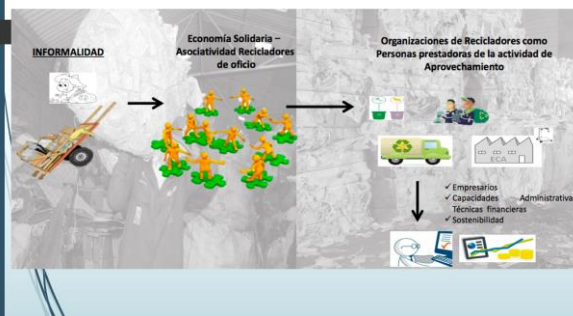 INFORMALIDAD
Economía Solidaria –
Asociatividad Recicladores
de oficio
Organizaciones de Recicladores como
Personas prestadoras de la actividad de
Aprovechamiento
ECA
✓ Empresarios
✓ Capacidades Administrativa
Técnicas financieras
✓ Sostenibilidad